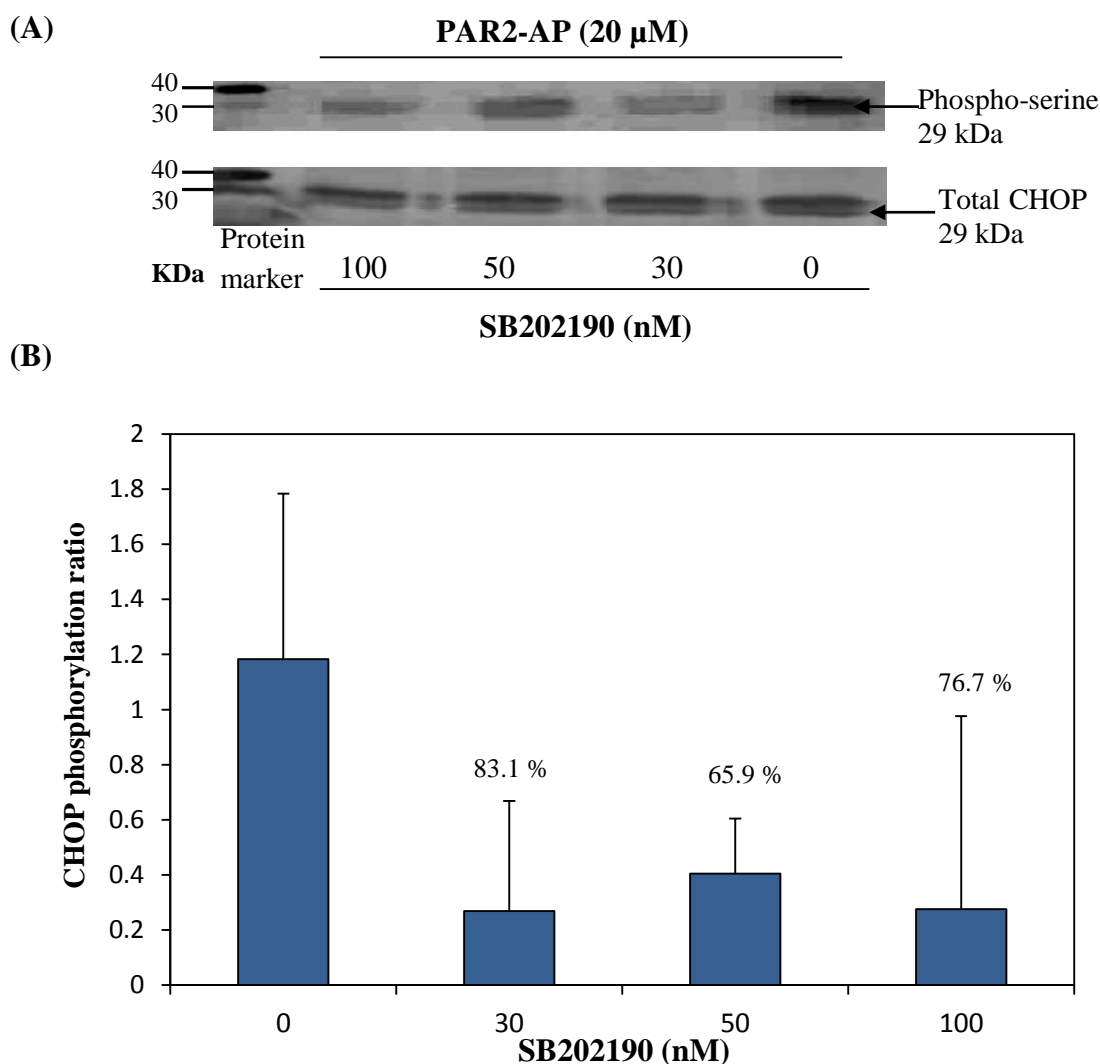 (A)
PAR2-AP (20 µM)
40
30
Phospho-serine
29 kDa
40
30
Total CHOP
29 kDa
KDa
Protein
marker
100 50 30 0
SB202190 (nM)
(B)
CHOP phosphorylation ratio
2
1.8
1.6
1.4
1.2
1
0.8
0.6
0.4
0.2
0
83.1 %
65.9 %
76.7 %
0 30 50 100
SB202190 (nM)